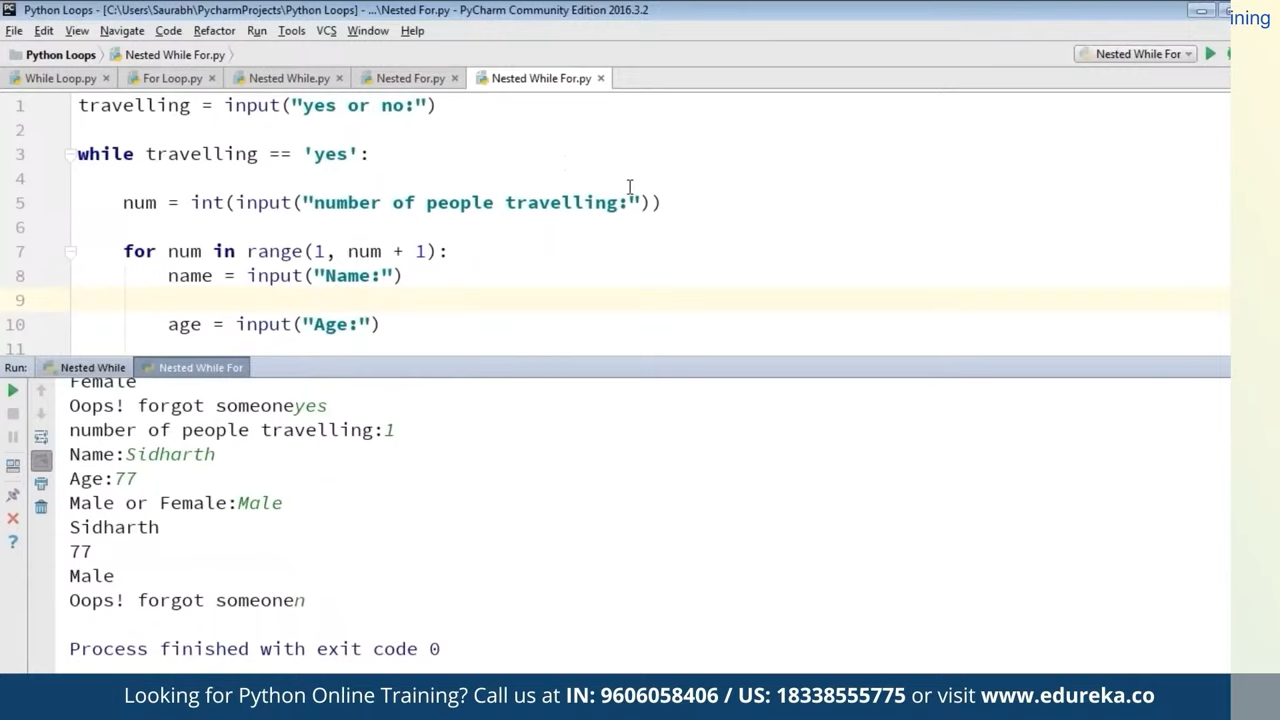 Python Loops - [C:\Users\Saurabh\PycharmProjects\Python Loops] - ...\Nested For.py - PyCharm Community Edition 2016.3.2
ining
File Edit View Navigate Code Refactor Run Tools VCS Window Help
Python Loops Nested While For.py Nested While For
While Loop.py For Loop.py Nested While.py Nested For.py Nested While For.py
1 travelling = input("yes or no:")
2
3 while travelling == 'yes':
4
5 num = int(input("number of people travelling:"))
6
7 for num in range(1, num + 1):
8 name = input("Name:")
9
10 age = input("Age:")
11
Run: Nested While Nested While For
Female
Oops! forgot someoneyes
number of people travelling:1
Name:Sidharth
Age:77
Male or Female:Male
Sidharth
77
Male
Oops! forgot someonen
Process finished with exit code 0
Looking for Python Online Training? Call us at IN: 9606058406 / US: 18338555775 or visit www.edureka.co